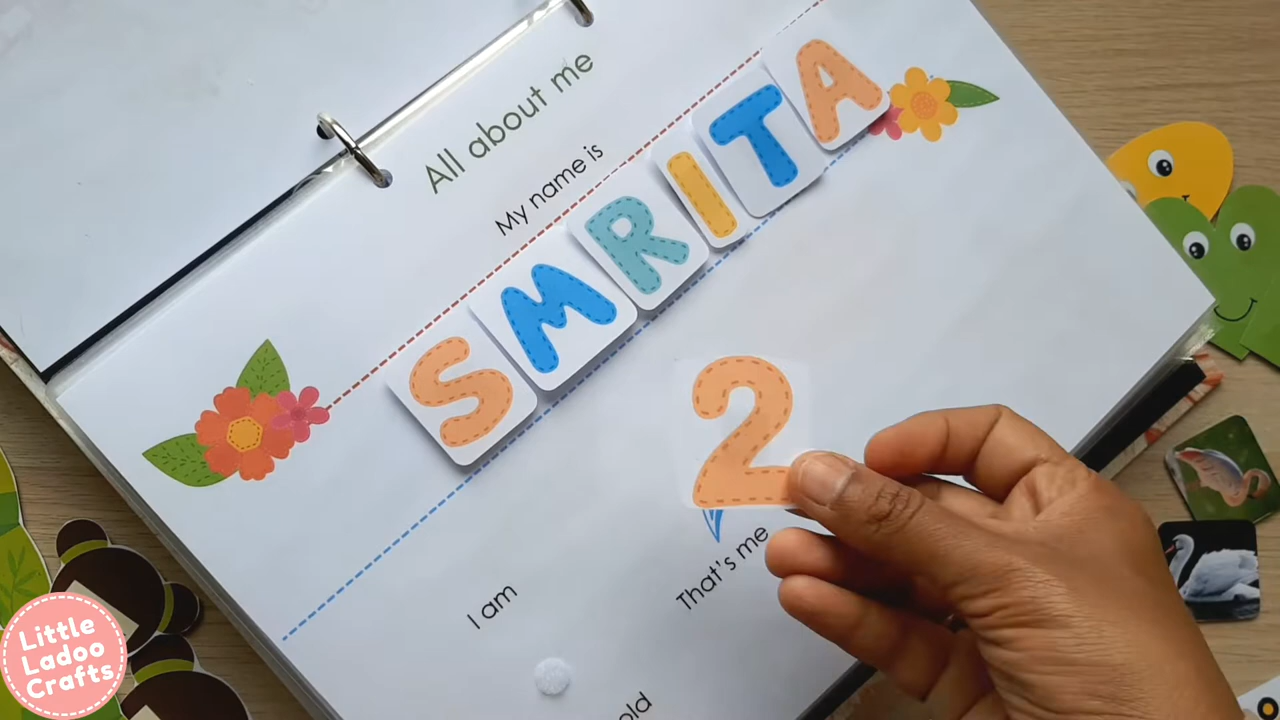 All about me
My name is
SMRITA
2
I am
That's me
old
Little
Ladoo
Crafts